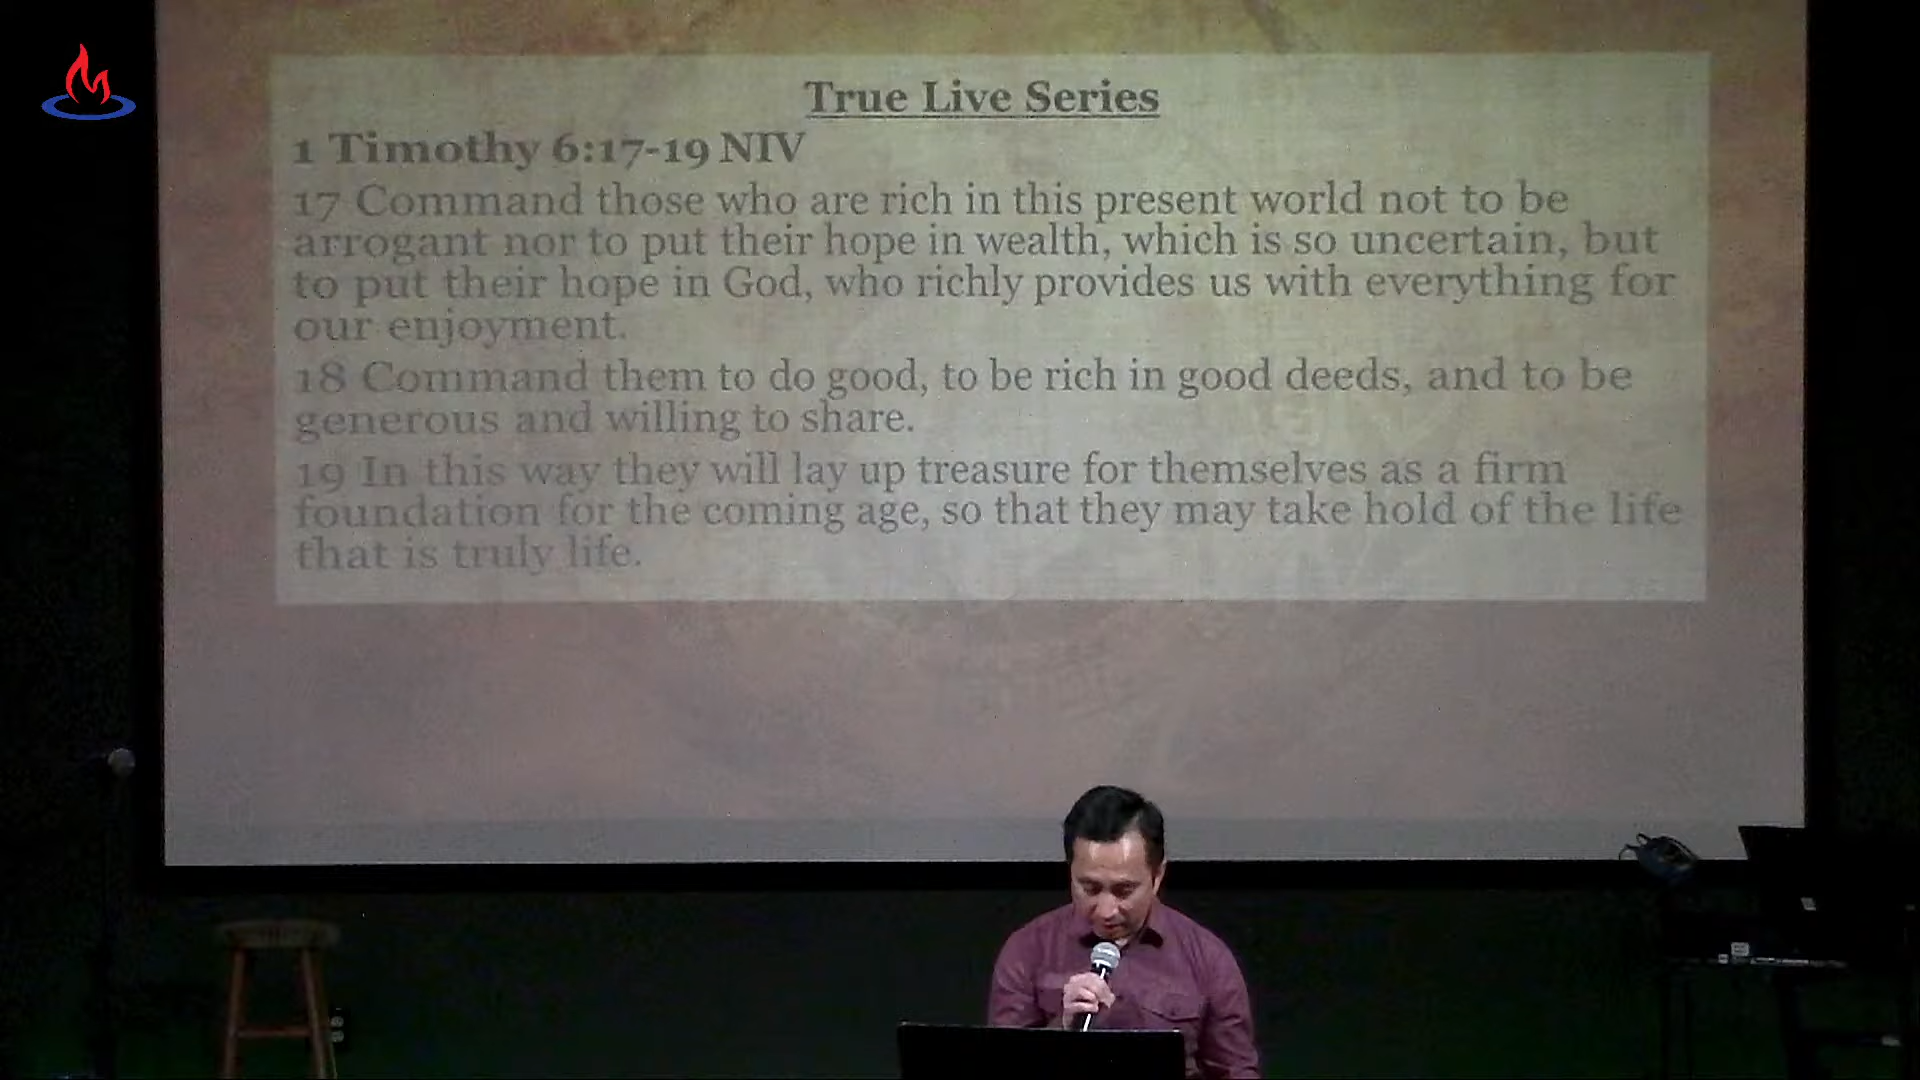 True Live Series
1 Timothy 6:17-19 NIV
17 Command those who are rich in this present world not to be
arrogant nor to put their hope in wealth, which is so uncertain, but
to put their hope in God, who richly provides us with everything for
our enjoyment.
18 Command them to do good, to be rich in good deeds, and to be
generous and willing to share.
19 In this way they will lay up treasure for themselves as a firm
foundation for the coming age, so that they may take hold of the life
that is truly life.